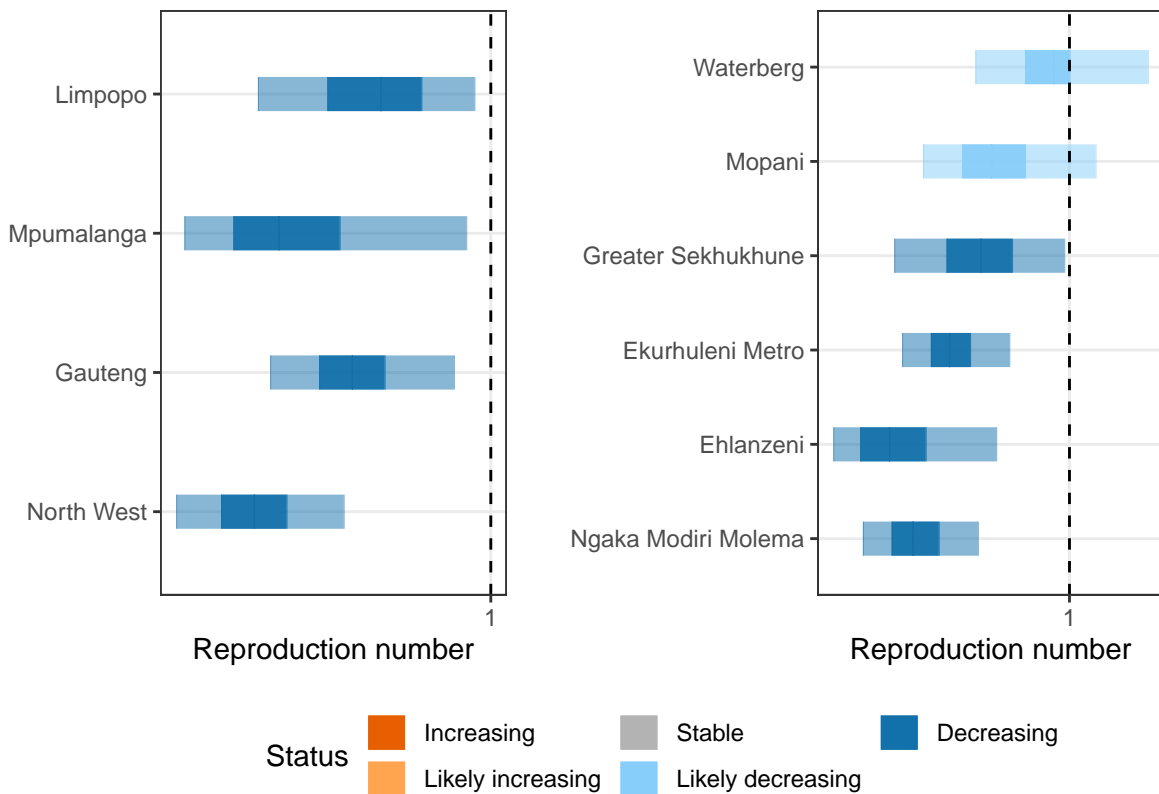 Limpopo
Mpumalanga
Gauteng
North West
1
Reproduction number
Waterberg
Mopani
Greater Sekhukhune
Ekurhuleni Metro
Ehlanzeni
Ngaka Modiri Molema
1
Reproduction number
Status
Increasing
Stable
Decreasing
Likely increasing
Likely decreasing